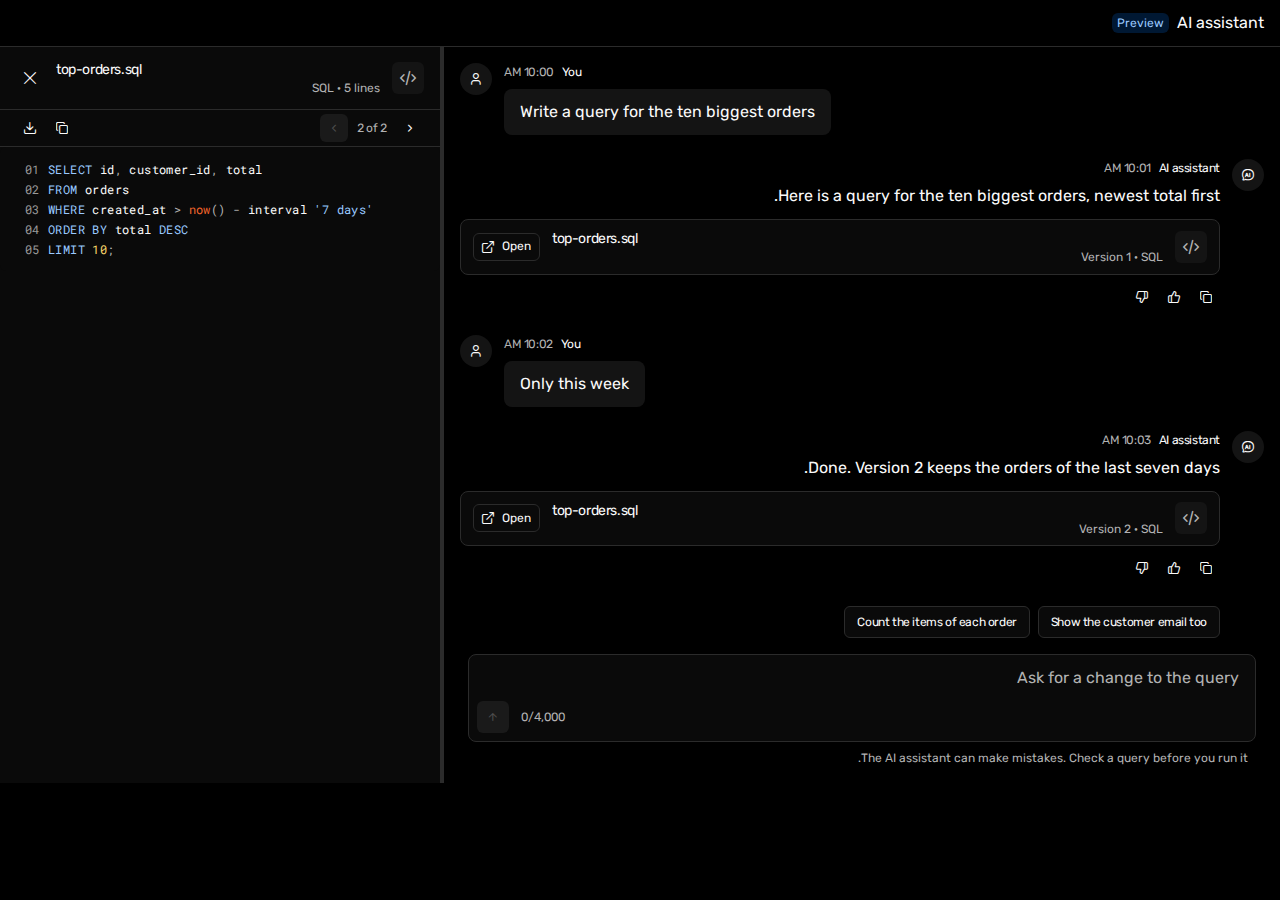 Preview AI assistant
top-orders.sql
SQL • 5 lines
2 of 2
01 SELECT id, customer_id, total
02 FROM orders
03 WHERE created_at > now() - interval '7 days'
04 ORDER BY total DESC
05 LIMIT 10;
AM 10:00 You
Write a query for the ten biggest orders
AM 10:01 AI assistant
.Here is a query for the ten biggest orders, newest total first
Open top-orders.sql
Version 1 • SQL
AM 10:02 You
Only this week
AM 10:03 AI assistant
.Done. Version 2 keeps the orders of the last seven days
Open top-orders.sql
Version 2 • SQL
Count the items of each order
Show the customer email too
Ask for a change to the query
0/4,000
.The AI assistant can make mistakes. Check a query before you run it